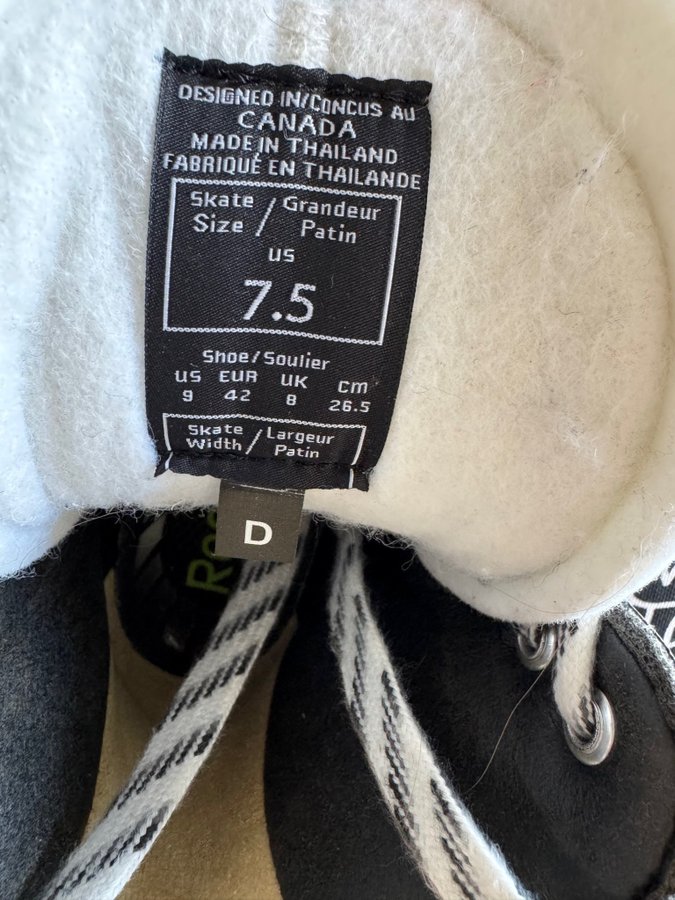 DESIGNED IN/CONCUS AU
CANADA
MADE IN THAILAND
FABRIQUÉ EN THAILANDE
Skate / Grandeur
Size / Patin
US
7.5
Shoe/Soulier
US EUR UK cm
9 42 8 26.5
Skate / Largeur
Width / Patin
D